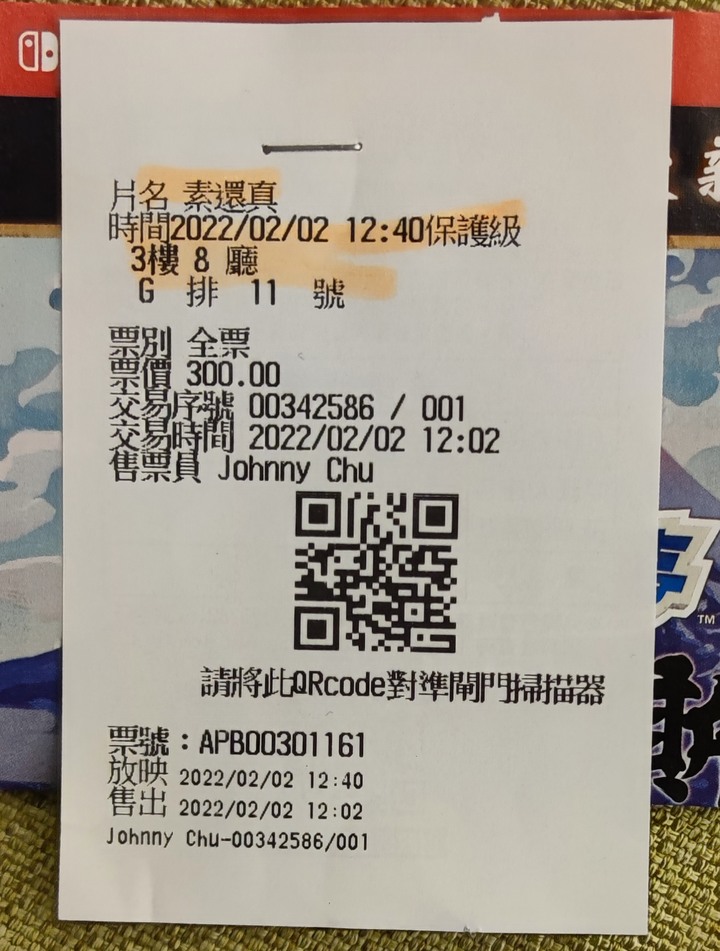 片名 素還真
時間2022/02/02 12:40保護級
3樓 8 廳
G 排 11 號
票別 全票
票價 300.00
交易序號 00342586 / 001
交易時間 2022/02/02 12:02
售票員 Johnny Chu
請將此QRcode對準閘門掃描器
票號：APB00301161
放映 2022/02/02 12:40
售出 2022/02/02 12:02
Johnny Chu-00342586/001
TM